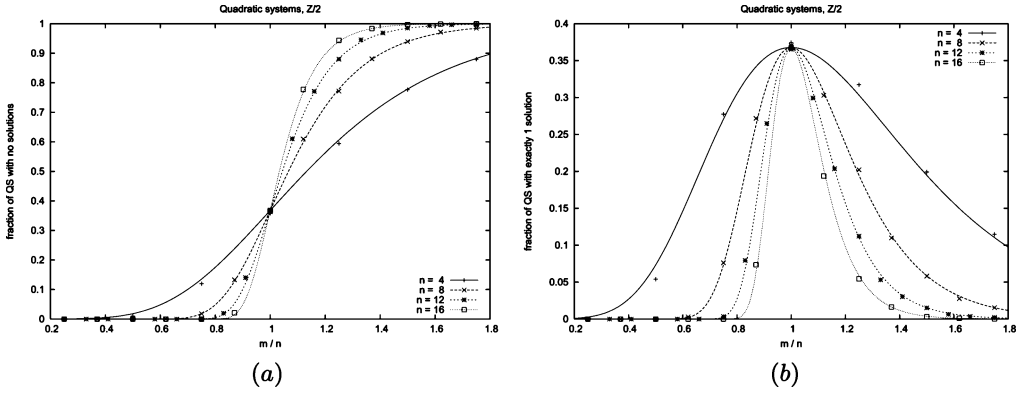 Quadratic systems, Z/2
fraction of QS with no solutions
1
0.9
0.8
0.7
0.6
0.5
0.4
0.3
0.2
0.1
0
n = 4
n = 8
n = 12
n = 16
0.2 0.4 0.6 0.8 1 1.2 1.4 1.6 1.8
m / n
(a)
Quadratic systems, Z/2
fraction of QS with exactly 1 solution
0.4
0.35
0.3
0.25
0.2
0.15
0.1
0.05
0
n = 4
n = 8
n = 12
n = 16
0.2 0.4 0.6 0.8 1 1.2 1.4 1.6 1.8
m / n
(b)